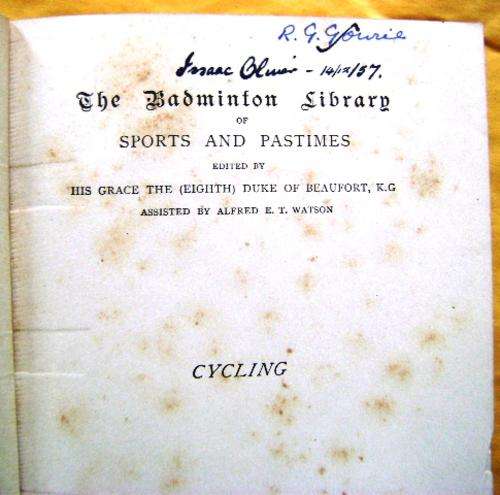 R. G. Gowrie
Isaac Oliver - 14/12/57.
The Badminton Library
OF
SPORTS AND PASTIMES
EDITED BY
HIS GRACE THE (EIGHTH) DUKE OF BEAUFORT, K.G
ASSISTED BY ALFRED E. T. WATSON
CYCLING